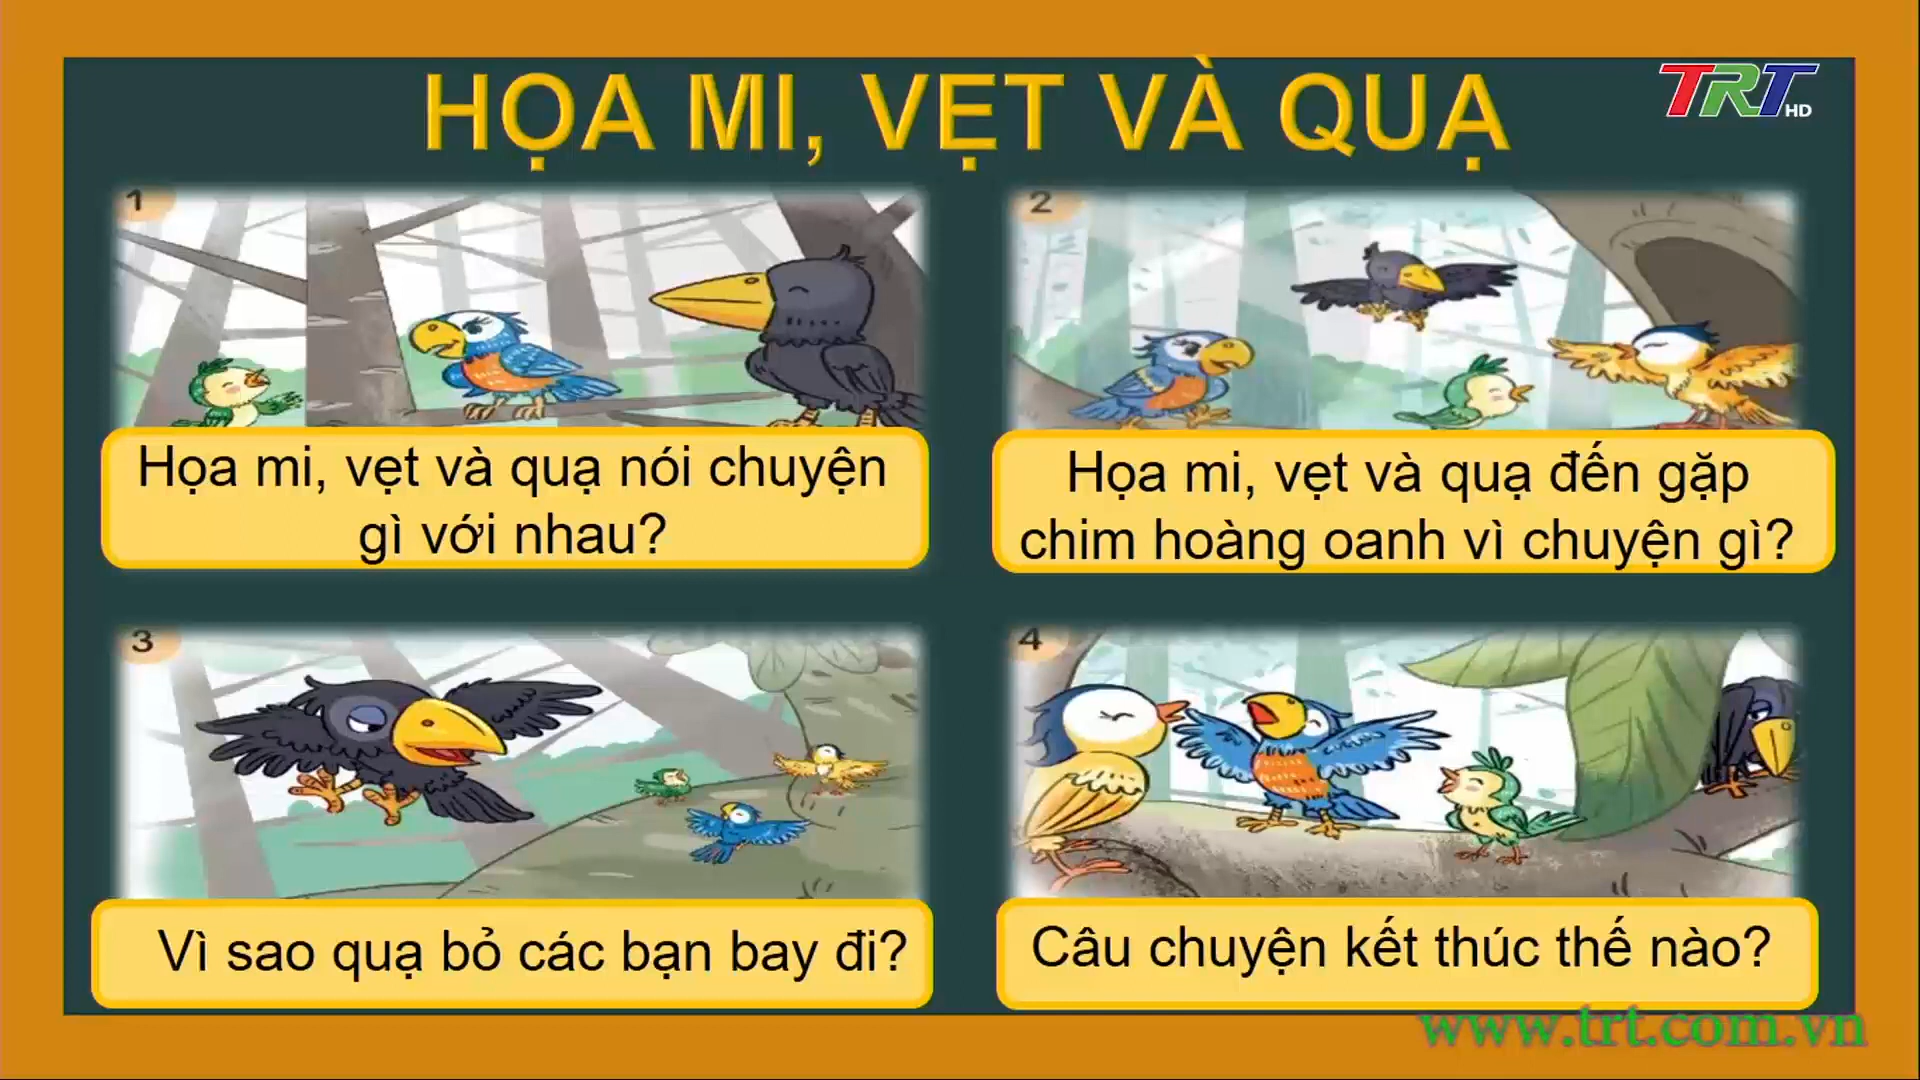 HỌA MI, VẸT VÀ QUẠ
TRT HD
1
2
Họa mi, vẹt và quạ nói chuyện
gì với nhau?
Họa mi, vẹt và quạ đến gặp
chim hoàng oanh vì chuyện gì?
3
4
Vì sao quạ bỏ các bạn bay đi?
Câu chuyện kết thúc thế nào?
www.trt.com.vn